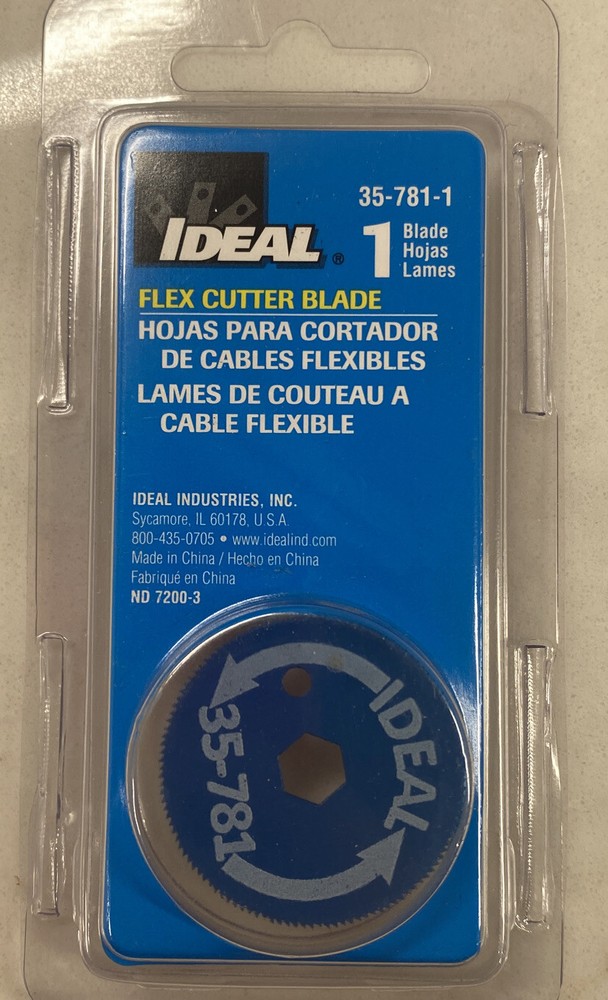 IDEAL®
35-781-1
1 Blade
Hojas
Lames
FLEX CUTTER BLADE
HOJAS PARA CORTADOR
DE CABLES FLEXIBLES
LAMES DE COUTEAU A
CABLE FLEXIBLE
IDEAL INDUSTRIES, INC.
Sycamore, IL 60178, U.S.A.
800-435-0705 • www.idealind.com
Made in China / Hecho en China
Fabriqué en China
ND 7200-3
IDEAL
35-781